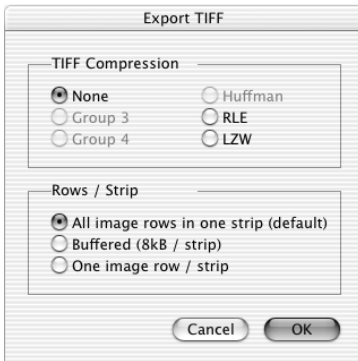 Export TIFF
TIFF Compression
None
Huffman
Group 3
RLE
Group 4
LZW
Rows / Strip
All image rows in one strip (default)
Buffered (8kB / strip)
One image row / strip
Cancel
OK